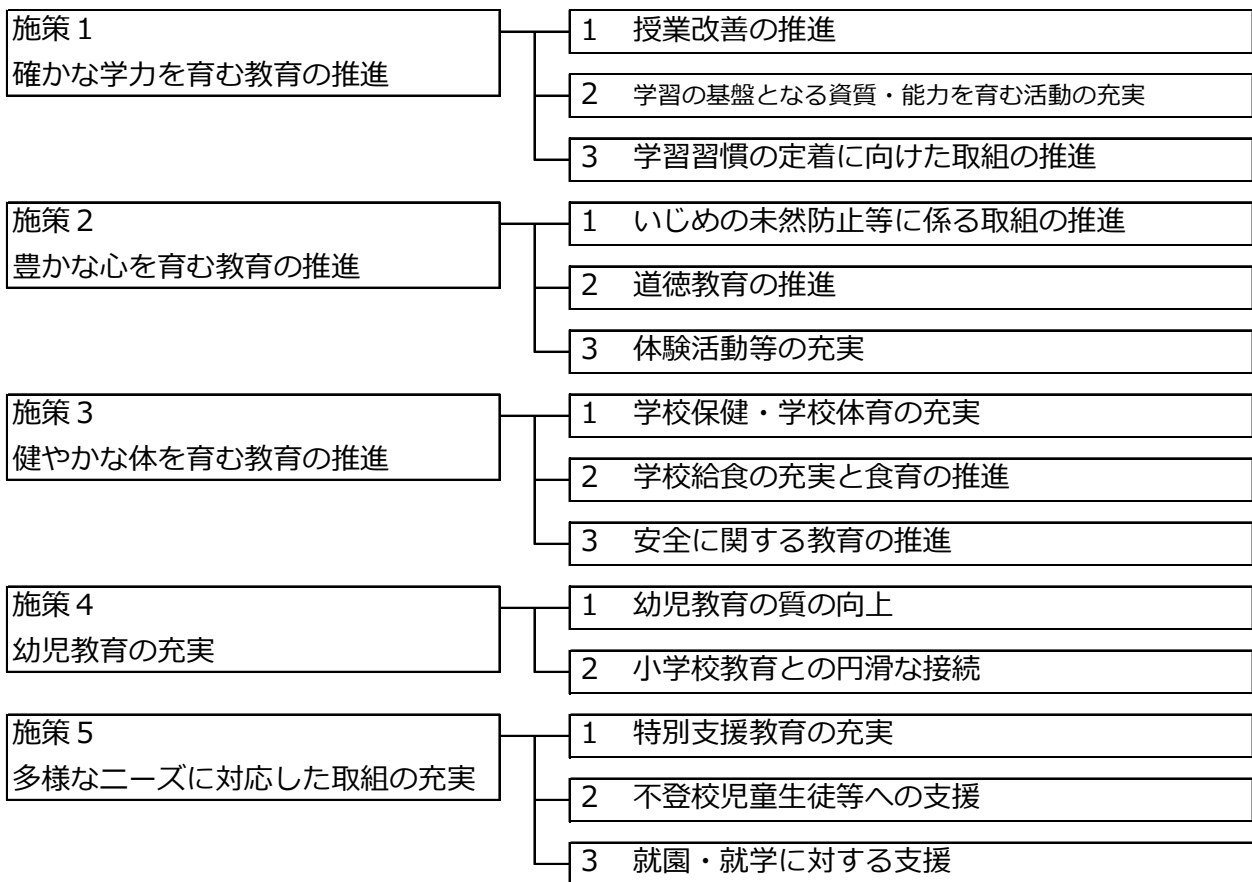 施策１
確かな学力を育む教育の推進
1 授業改善の推進
2 学習の基盤となる資質・能力を育む活動の充実
3 学習習慣の定着に向けた取組の推進
施策２
豊かな心を育む教育の推進
1 いじめの未然防止等に係る取組の推進
2 道徳教育の推進
3 体験活動等の充実
施策３
健やかな体を育む教育の推進
1 学校保健・学校体育の充実
2 学校給食の充実と食育の推進
3 安全に関する教育の推進
施策４
幼児教育の充実
1 幼児教育の質の向上
2 小学校教育との円滑な接続
施策５
多様なニーズに対応した取組の充実
1 特別支援教育の充実
2 不登校児童生徒等への支援
3 就園・就学に対する支援